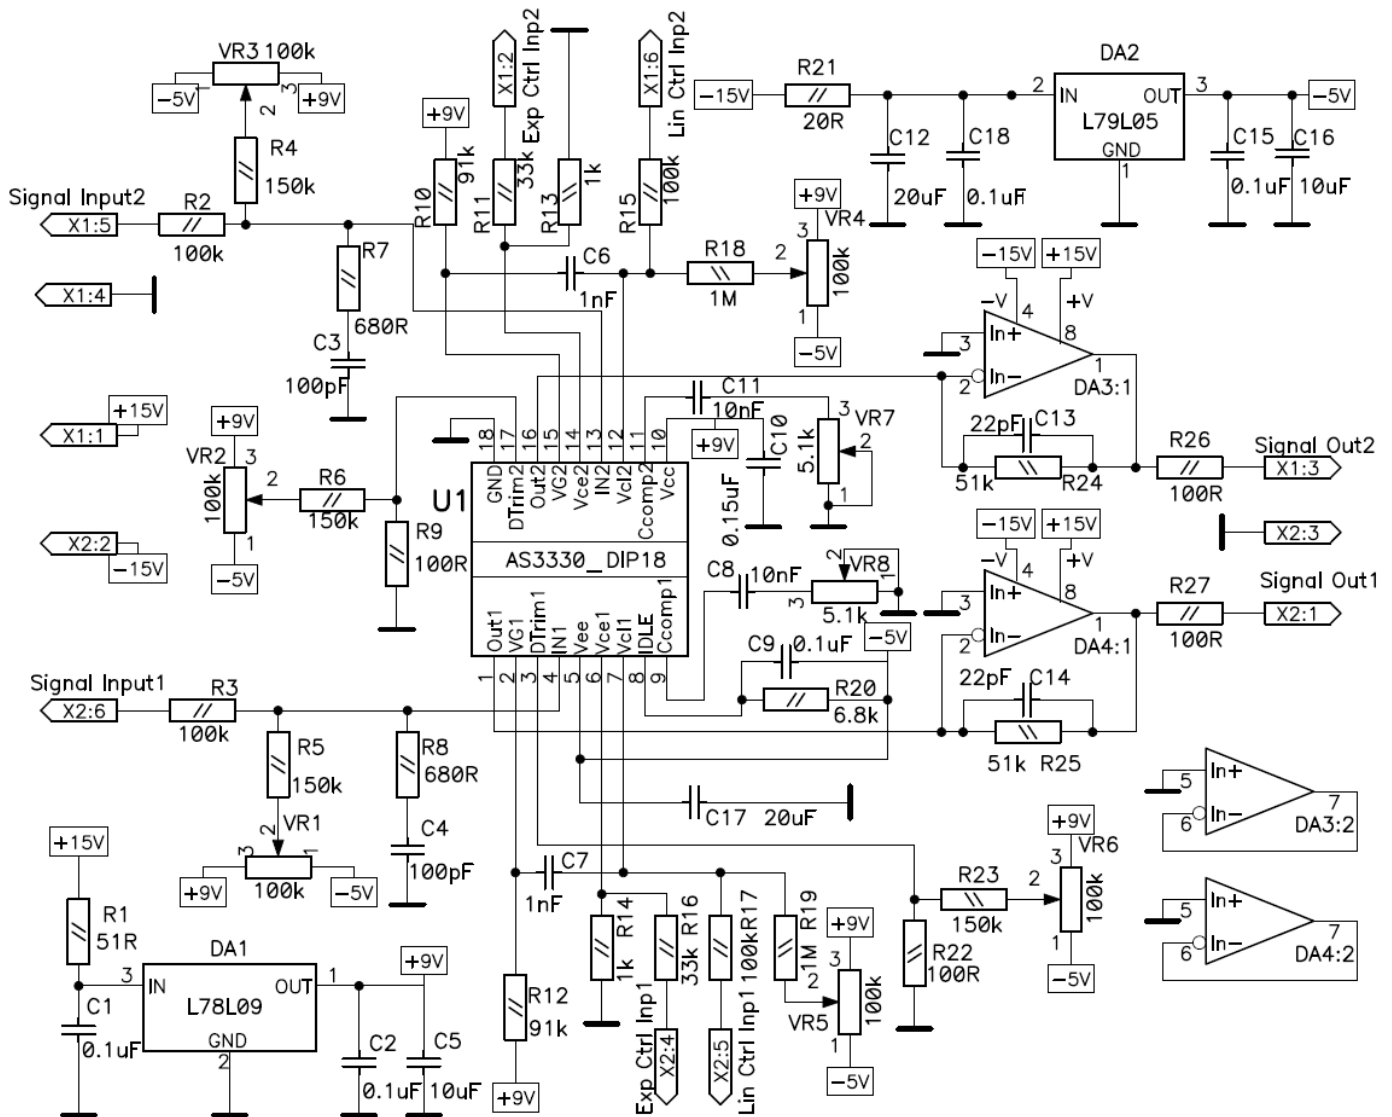 VR3 100k
−5V
1
3
+9V
2
R4
150k
Signal Input2
X1:5
R2
100k
X1:4
R7
680R
C3
100pF
+9V
R10
91k
X1:2
Exp Ctrl Inp2
R11
33k
R13
1k
X1:6
Lin Ctrl Inp2
R15
100k
C6
1nF
R18
1M
2
+9V
3
VR4
100k
1
−5V
−15V
R21
20R
C12
20uF
C18
0.1uF
DA2
2
IN
OUT
3
L79L05
GND
1
C15
0.1uF
C16
10uF
−5V
−15V
+15V
−V
+V
4
8
3
In+
2
In−
1
DA3:1
22pF
C13
51k
R24
R26
100R
Signal Out2
X1:3
X2:3
+15V
X1:1
X2:2
−15V
+9V
VR2
3
2
100k
1
−5V
R6
150k
R9
100R
18
17
16
15
14
13
12
11
10
GND
DTrim2
Out2
VG2
Vce2
IN2
Vcl2
Ccomp2
Vcc
U1
AS3330_DIP18
Out1
VG1
DTrim1
IN1
Vee
Vce1
Vcl1
IDLE
Ccomp1
1
2
3
4
5
6
7
8
9
C11
10nF
+9V
C10
0.15uF
3
VR7
2
5.1k
1
C8
10nF
2
VR8
1
3
5.1k
−5V
C9
0.1uF
R20
6.8k
−15V
+15V
−V
+V
4
8
3
In+
2
In−
1
DA4:1
22pF
C14
51k R25
R27
100R
Signal Out1
X2:1
Signal Input1
X2:6
R3
100k
R5
150k
R8
680R
2
VR1
3
1
+9V
100k
−5V
C4
100pF
C17
20uF
+15V
R1
51R
DA1
3
IN
OUT
1
L78L09
GND
2
C1
0.1uF
+9V
C2
0.1uF
C5
10uF
C7
1nF
R12
91k
+9V
R14
1k
R16
33k
R17
100k
R19
1M
Exp Ctrl Inp1
X2:4
Lin Ctrl Inp1
X2:5
+9V
3
2
VR5
100k
1
−5V
R22
100R
R23
150k
+9V
VR6
3
2
100k
1
−5V
5
In+
6
In−
7
DA3:2
5
In+
6
In−
7
DA4:2